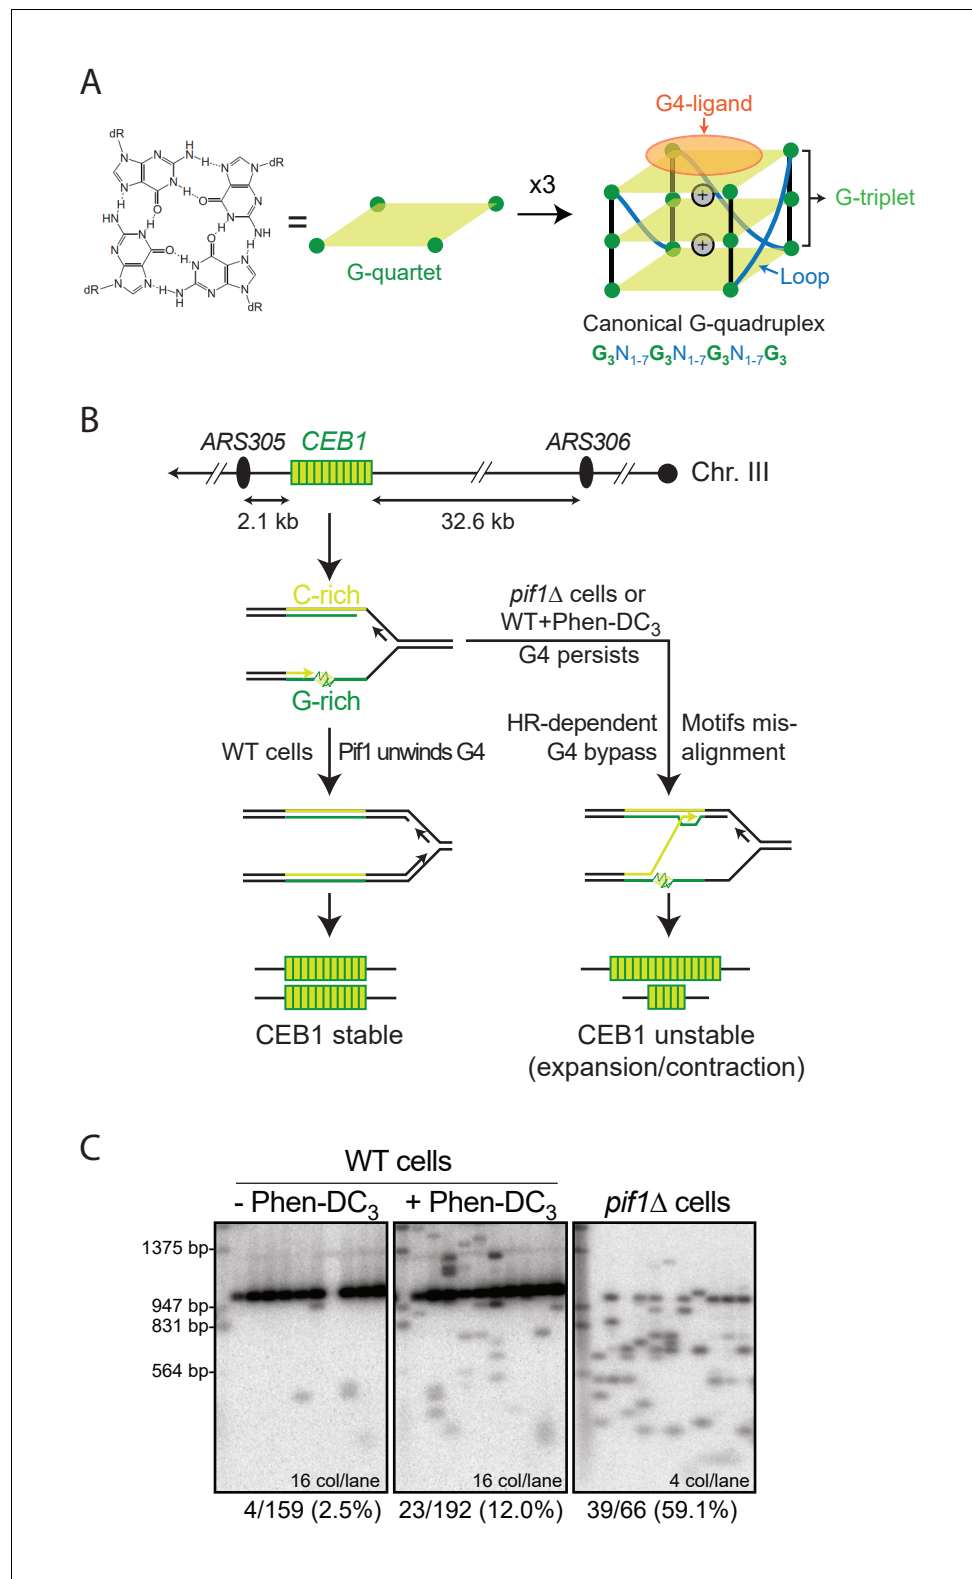 A
dR
N
N
N
N
O
H
N
H
N
H
N
N
N
N
dR
O
H
N
H
NH
dR
N
N
N
N
H
N
H
O
O
H
N
N
N
N
H
N
H
dR
=
G-quartet
x3
G4-ligand
+
+
G-triplet
Loop
Canonical G-quadruplex
G₃N₁₋₇G₃N₁₋₇G₃N₁₋₇G₃
B
ARS305 CEB1 ARS306
Chr. III
2.1 kb 32.6 kb
C-rich
G-rich
pif1Δ cells or
WT+Phen-DC₃
G4 persists
WT cells Pif1 unwinds G4
HR-dependent Motifs mis-
G4 bypass alignment
CEB1 stable
CEB1 unstable
(expansion/contraction)
C
WT cells
- Phen-DC₃ + Phen-DC₃ pif1Δ cells
1375 bp-
947 bp-
831 bp-
564 bp-
16 col/lane 16 col/lane 4 col/lane
4/159 (2.5%) 23/192 (12.0%) 39/66 (59.1%)